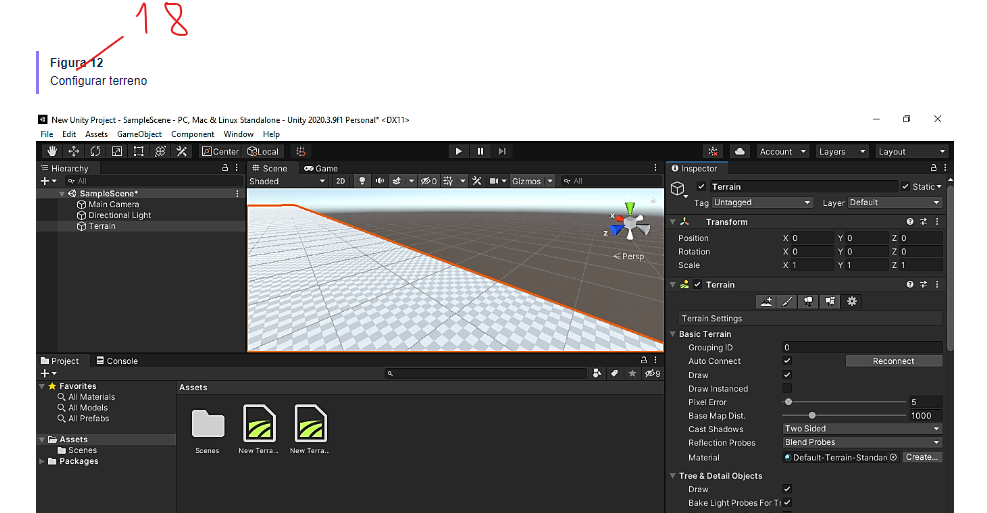 18
Figura 12
Configurar terreno
New Unity Project - SampleScene - PC, Mac & Linux Standalone - Unity 2020.3.9f1 Personal* <DX11>
File Edit Assets GameObject Component Window Help
Center Local Account Layers Layout
Hierarchy
All
SampleScene*
Main Camera
Directional Light
Terrain
Scene Game
Shaded 2D 0 Gizmos All
x
z
Persp
Project Console
9
Favorites
All Materials
All Models
All Prefabs
Assets
Scenes
Packages
Assets
Scenes New Terra... New Terra...
Inspector
Terrain Static
Tag Untagged Layer Default
Transform
Position X 0 Y 0 Z 0
Rotation X 0 Y 0 Z 0
Scale X 1 Y 1 Z 1
Terrain
Terrain Settings
Basic Terrain
Grouping ID 0
Auto Connect Reconnect
Draw
Draw Instanced
Pixel Error 5
Base Map Dist. 1000
Cast Shadows Two Sided
Reflection Probes Blend Probes
Material Default-Terrain-Standar Create...
Tree & Detail Objects
Draw
Bake Light Probes For Tr